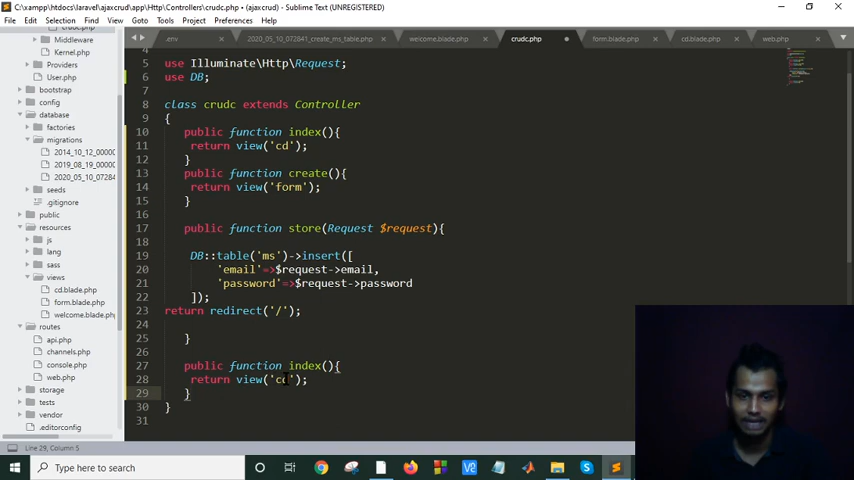 C:\xampp\htdocs\laravel\ajaxcrud\app\Http\Controllers\crudc.php • (ajaxcrud) - Sublime Text (UNREGISTERED)
File Edit Selection Find View Goto Tools Project Preferences Help
.env 2020_05_10_072841_create_ms_table.php welcome.blade.php crudc.php form.blade.php cd.blade.php web.php
crudc.php
Middleware
Kernel.php
Providers
User.php
bootstrap
config
database
factories
migrations
2014_10_12_00000
2019_08_19_00000
2020_05_10_07284
seeds
.gitignore
public
resources
js
lang
sass
views
cd.blade.php
form.blade.php
welcome.blade.ph
routes
api.php
channels.php
console.php
web.php
storage
tests
vendor
.editorconfig
4
5 use Illuminate\Http\Request;
6 use DB;
7
8 class crudc extends Controller
9 {
10 public function index(){
11 return view('cd');
12 }
13 public function create(){
14 return view('form');
15 }
16
17 public function store(Request $request){
18
19 DB::table('ms')->insert([
20 'email'=>$request->email,
21 'password'=>$request->password
22 ]);
23 return redirect('/');
24
25 }
26
27 public function index(){
28 return view('cd');
29 }
30 }
31
Line 29, Column 5
Type here to search